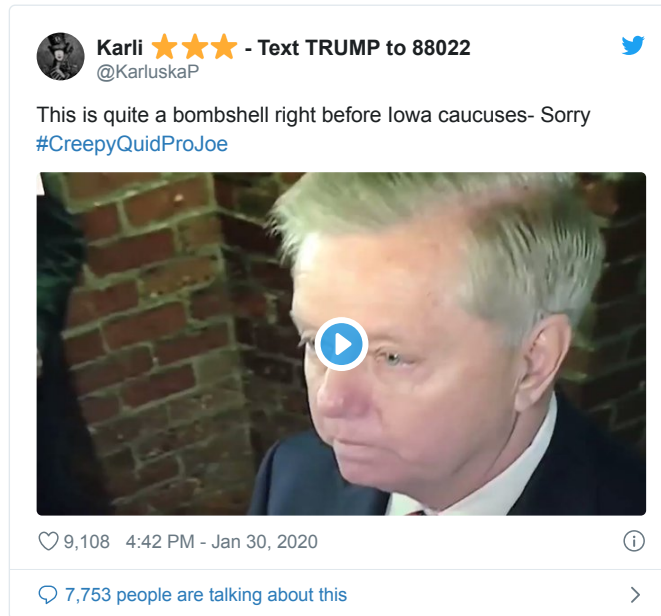 Karli ⭐⭐⭐ - Text TRUMP to 88022
@KarluskaP
This is quite a bombshell right before Iowa caucuses- Sorry
#CreepyQuidProJoe
9,108 4:42 PM - Jan 30, 2020
7,753 people are talking about this